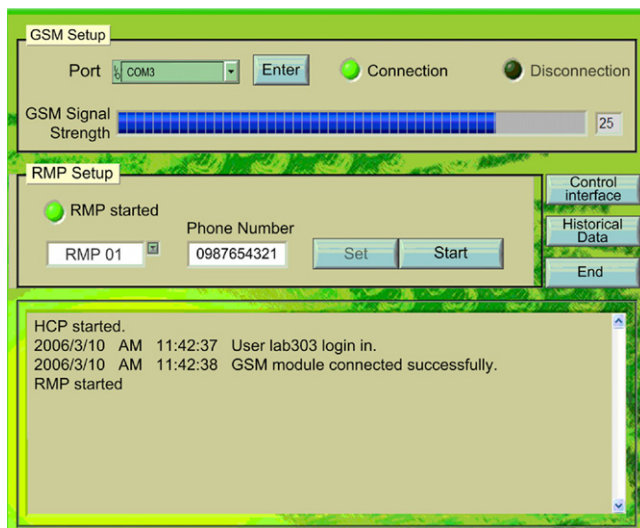 GSM Setup
Port COM3 Enter Connection Disconnection
GSM Signal Strength 25
RMP Setup
RMP started
Phone Number
RMP 01 0987654321 Set Start
Control interface
Historical Data
End
HCP started.
2006/3/10 AM 11:42:37 User lab303 login in.
2006/3/10 AM 11:42:38 GSM module connected successfully.
RMP started